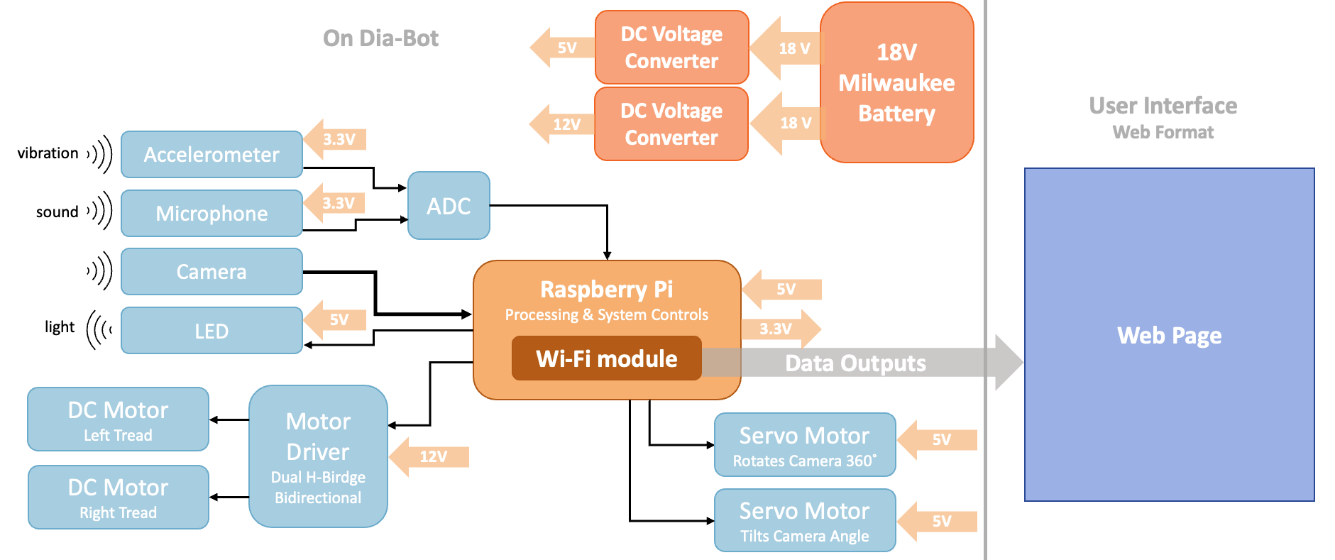 On Dia-Bot
5V
DC Voltage
Converter
18 V
18V
Milwaukee
Battery
12V
DC Voltage
Converter
18 V
User Interface
Web Format
vibration
Accelerometer
3.3V
sound
Microphone
3.3V
ADC
Camera
light
LED
5V
Raspberry Pi
Processing & System Controls
Wi-Fi module
5V
3.3V
Data Outputs
Web Page
DC Motor
Left Tread
DC Motor
Right Tread
Motor
Driver
Dual H-Birdge
Bidirectional
12V
Servo Motor
Rotates Camera 360°
5V
Servo Motor
Tilts Camera Angle
5V